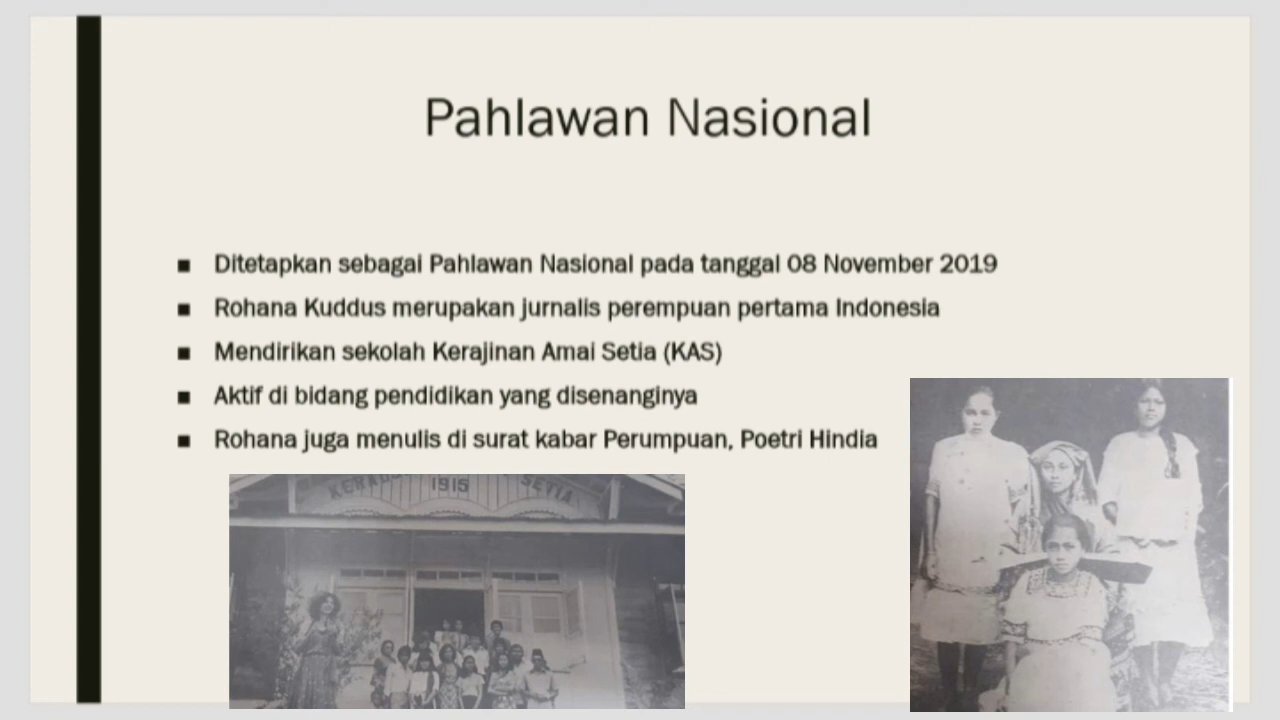 Pahlawan Nasional
Ditetapkan sebagai Pahlawan Nasional pada tanggal 08 November 2019
Rohana Kuddus merupakan jurnalis perempuan pertama Indonesia
Mendirikan sekolah Kerajinan Amai Setia (KAS)
Aktif di bidang pendidikan yang disenanginya
Rohana juga menulis di surat kabar Perumpuan, Poetri Hindia
1915 SETIA